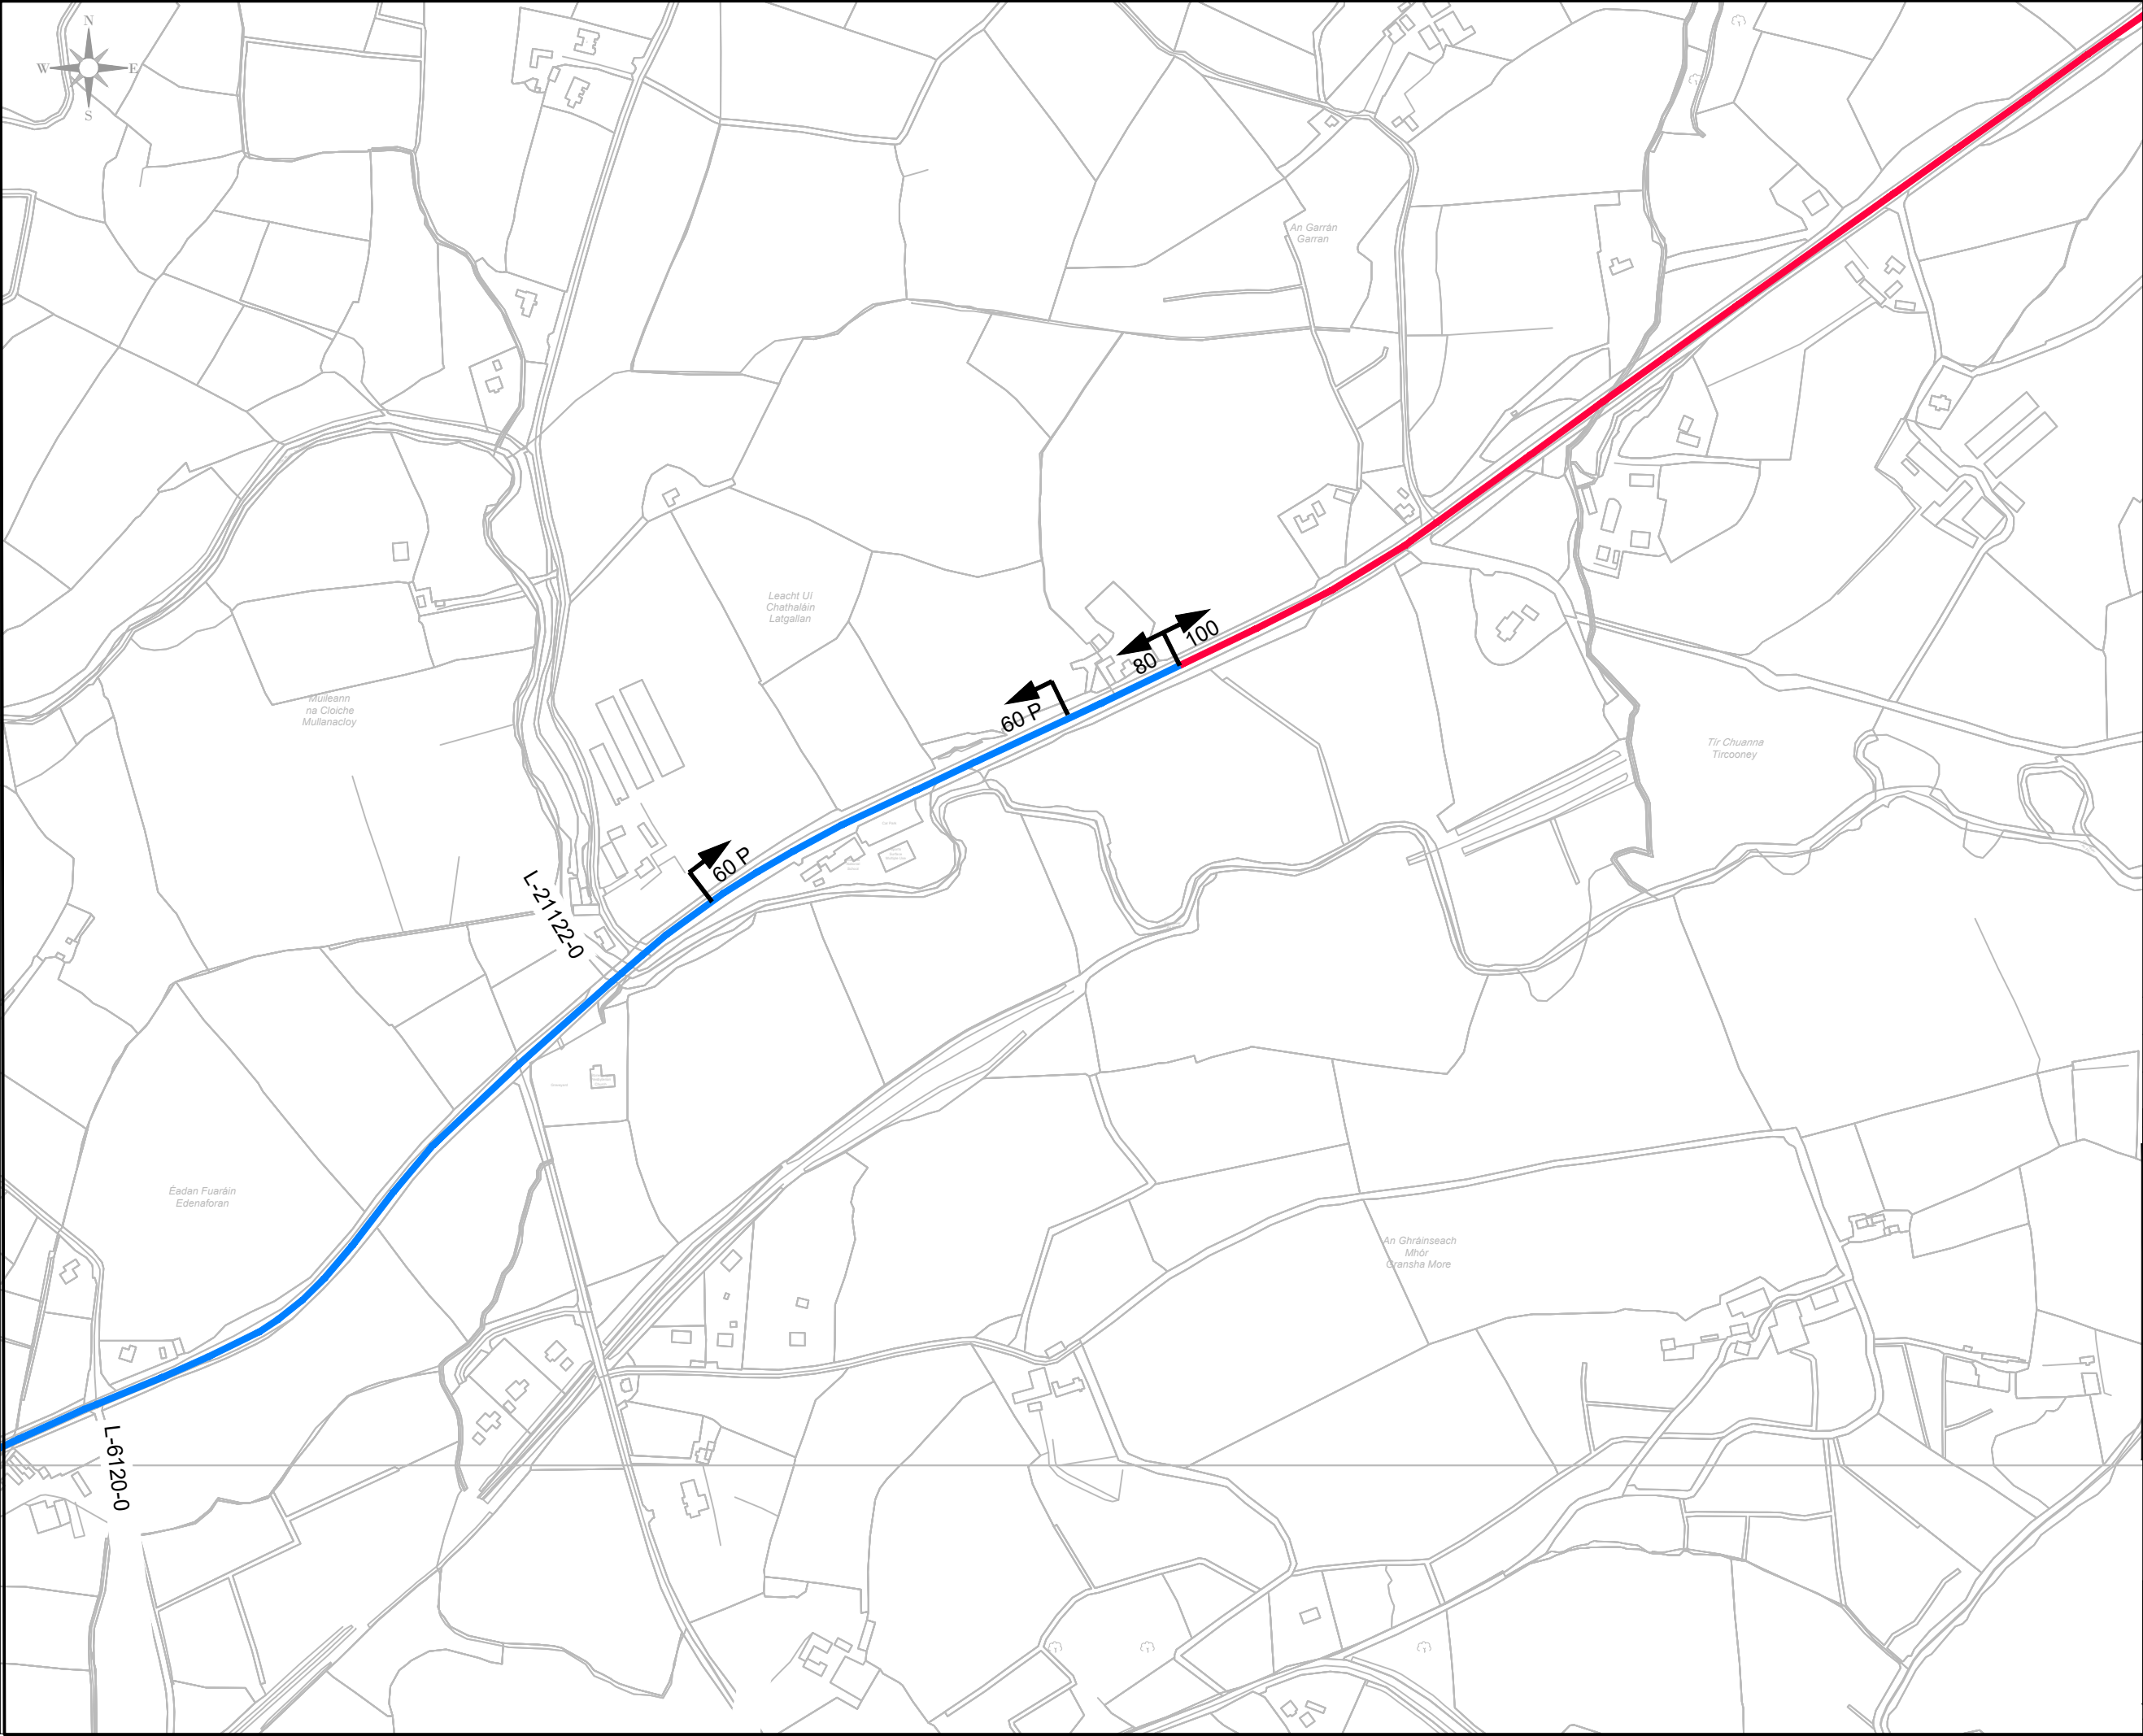 N
W E
S
An Garrán
Garran
Leacht Uí
Chathaláin
Latgallan
100
80
60 P
Muileann
na Cloiche
Mullanacloy
Tír Chuanna
Tircooney
60 P
L-21122-0
Éadan Fuaráin
Edenaforan
An Ghráinseach
Mhór
Gransha More
L-6120-0